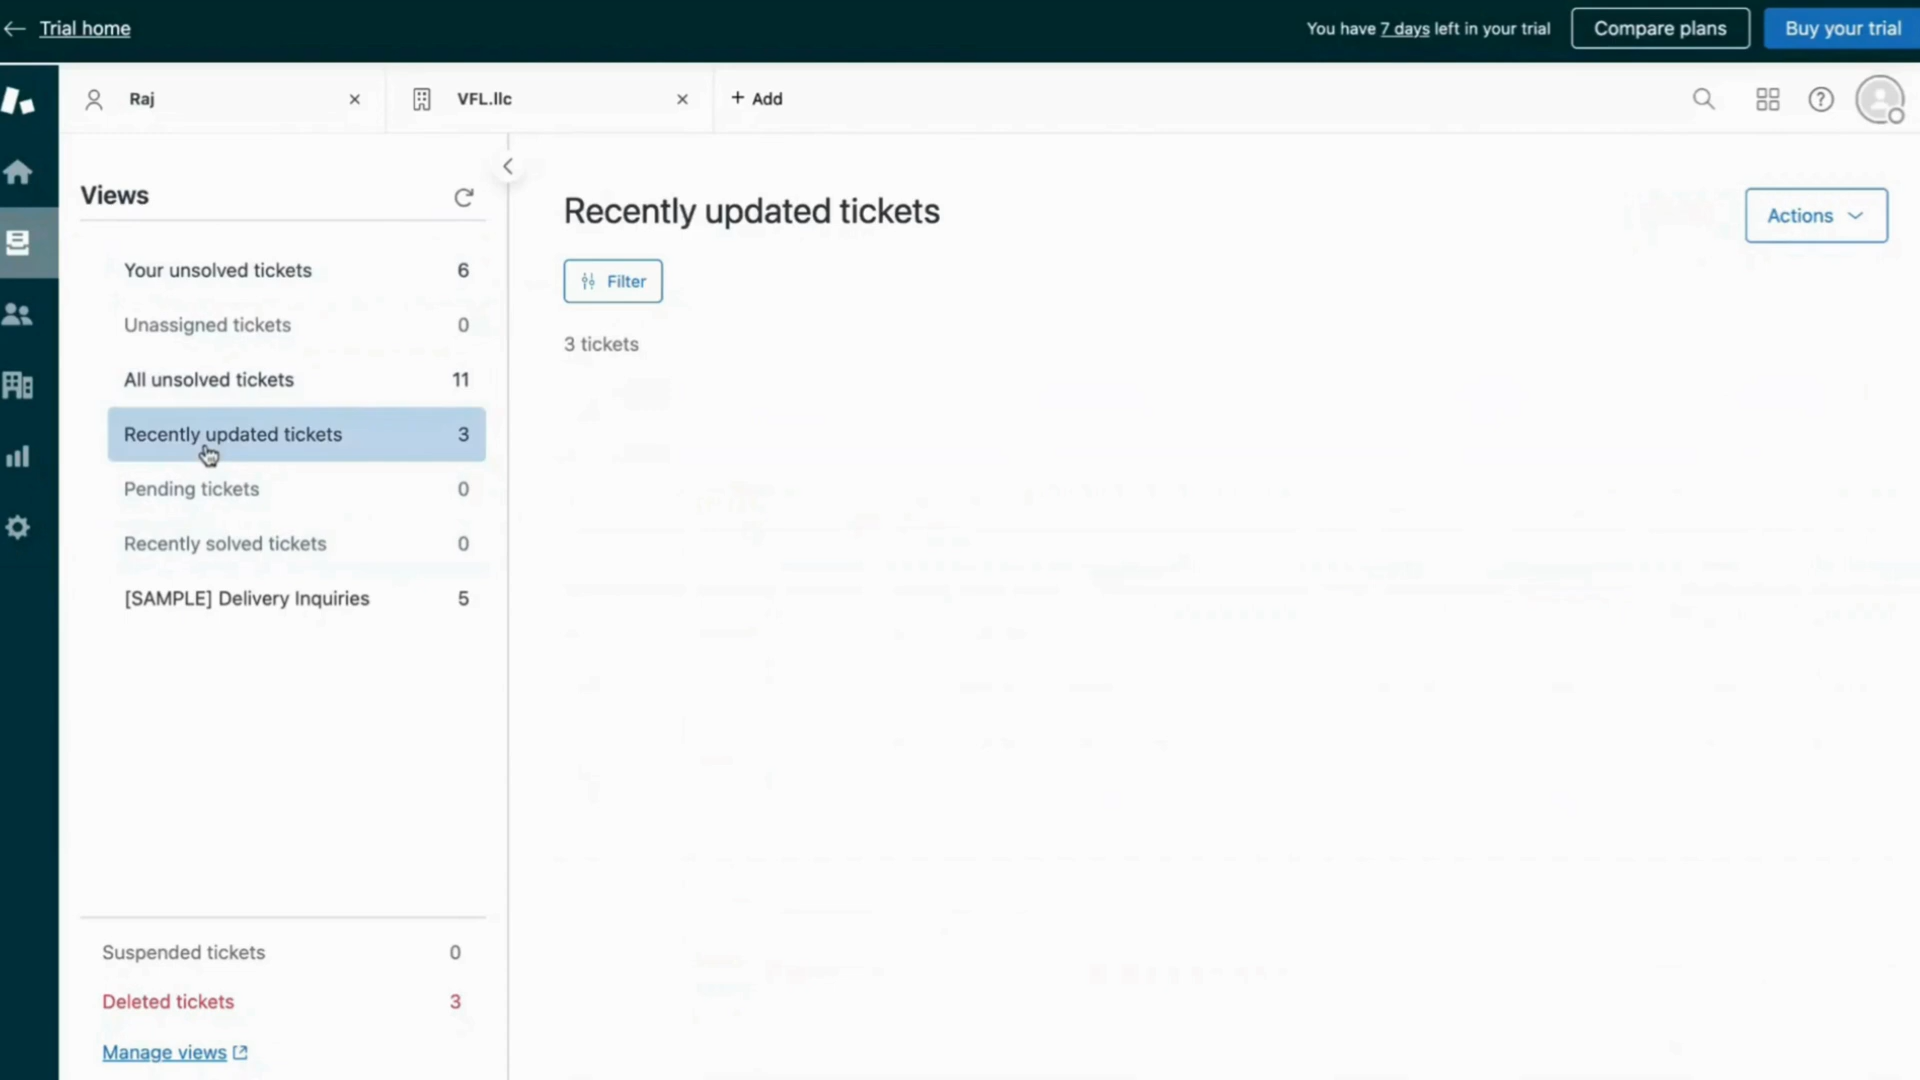 Trial home
You have 7 days left in your trial
Compare plans
Buy your trial
Raj
VFL.llc
+ Add
Views
Your unsolved tickets 6
Unassigned tickets 0
All unsolved tickets 11
Recently updated tickets 3
Pending tickets 0
Recently solved tickets 0
[SAMPLE] Delivery Inquiries 5
Suspended tickets 0
Deleted tickets 3
Manage views
Recently updated tickets
Actions
Filter
3 tickets